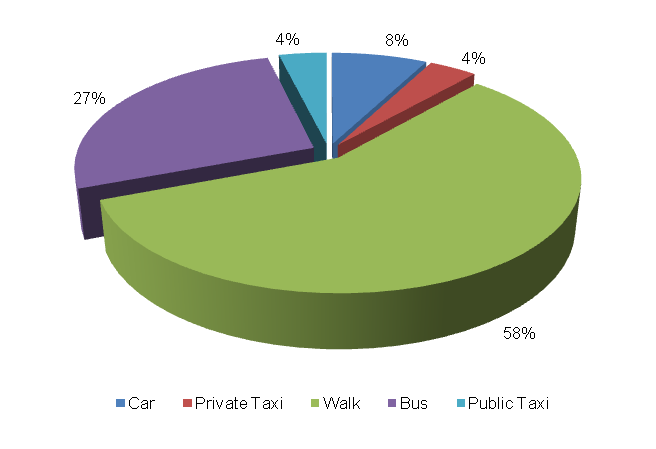 4%
8%
4%
27%
58%
Car
Private Taxi
Walk
Bus
Public Taxi